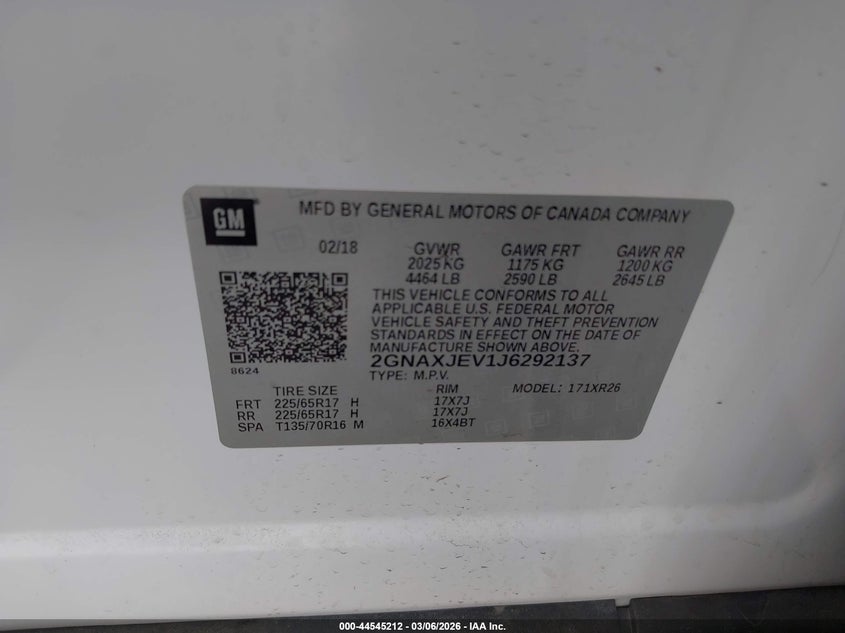 GM
MFD BY GENERAL MOTORS OF CANADA COMPANY
02/18 GVWR GAWR FRT GAWR RR
2025 KG 1175 KG 1200 KG
4464 LB 2590 LB 2645 LB
THIS VEHICLE CONFORMS TO ALL
APPLICABLE U.S. FEDERAL MOTOR
VEHICLE SAFETY AND THEFT PREVENTION
STANDARDS IN EFFECT ON THE DATE OF
MANUFACTURE SHOWN ABOVE.
8624
2GNAXJEV1J6292137
TYPE: M.P.V.
TIRE SIZE RIM MODEL: 171XR26
FRT 225/65R17 H 17X7J
RR 225/65R17 H 17X7J
SPA T135/70R16 M 16X4BT
000-44545212 - 03/06/2026 - IAA Inc.